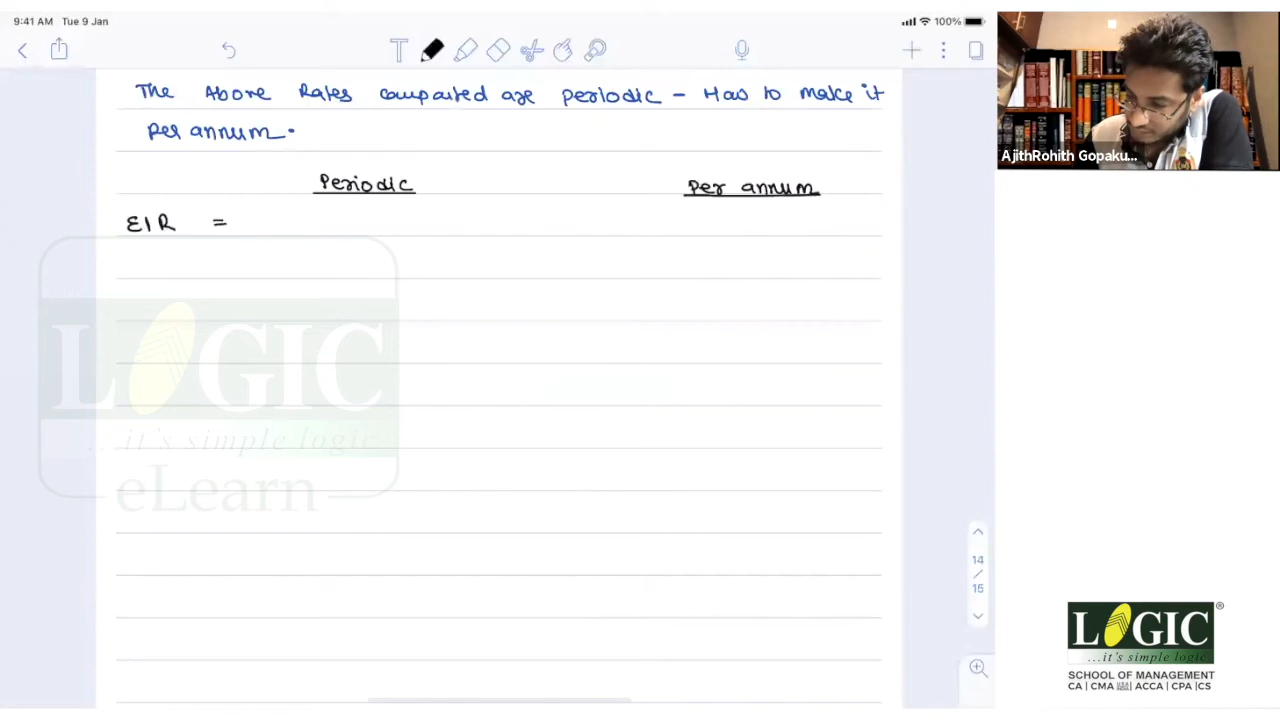 9:41 AM Tue 9 Jan
100%
The Above Rates computed are periodic - Has to make it
per annum.
Periodic
Per annum
EIR =
LOGIC
...it's simple logic
eLearn
AjithRohith Gopaku...
14
/
15
LOGIC
...it's simple logic
SCHOOL OF MANAGEMENT
CA | CMA | ACCA | CPA | CS